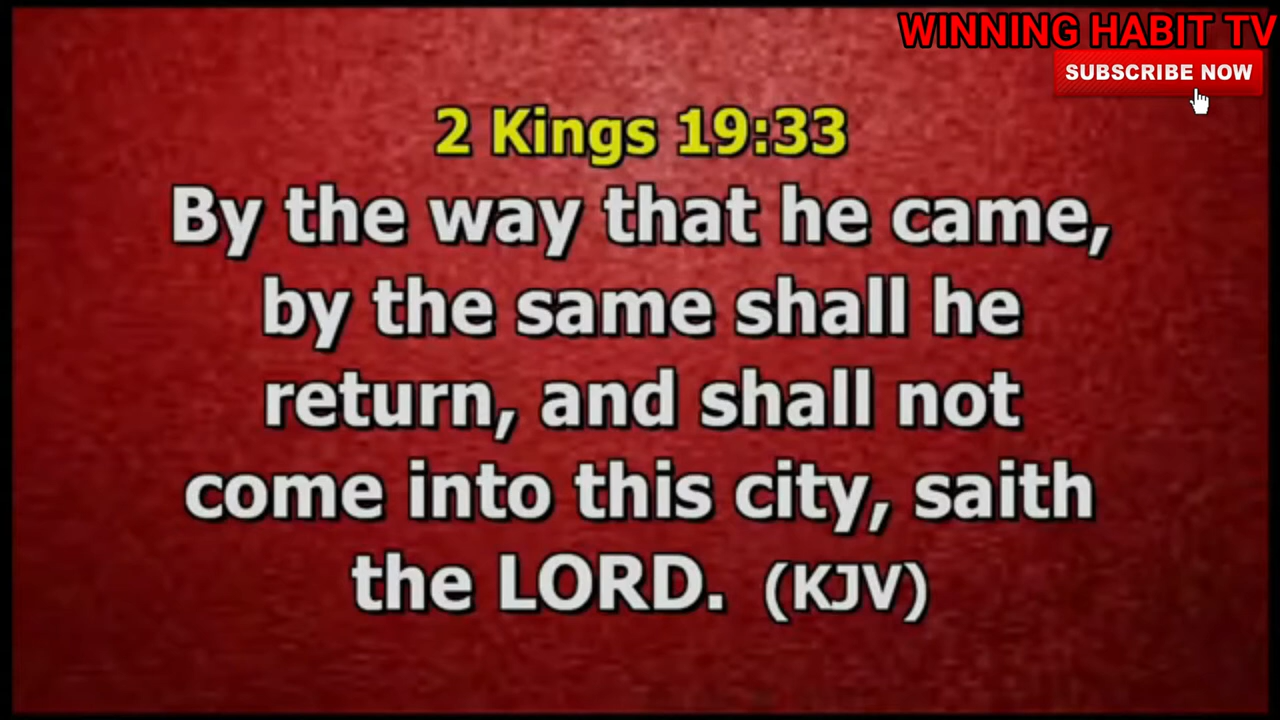 WINNING HABIT TV
SUBSCRIBE NOW
2 Kings 19:33
By the way that he came,
by the same shall he
return, and shall not
come into this city, saith
the LORD. (KJV)